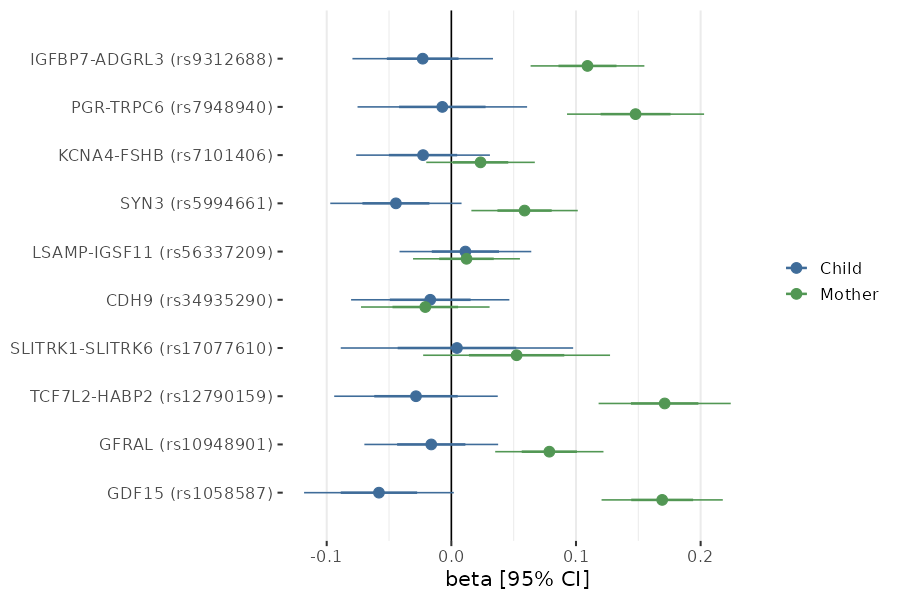 IGFBP7-ADGRL3 (rs9312688)
PGR-TRPC6 (rs7948940)
KCNA4-FSHB (rs7101406)
SYN3 (rs5994661)
LSAMP-IGSF11 (rs56337209)
CDH9 (rs34935290)
SLITRK1-SLITRK6 (rs17077610)
TCF7L2-HABP2 (rs12790159)
GFRAL (rs10948901)
GDF15 (rs1058587)
-0.1 0.0 0.1 0.2
beta [95% CI]
Child
Mother